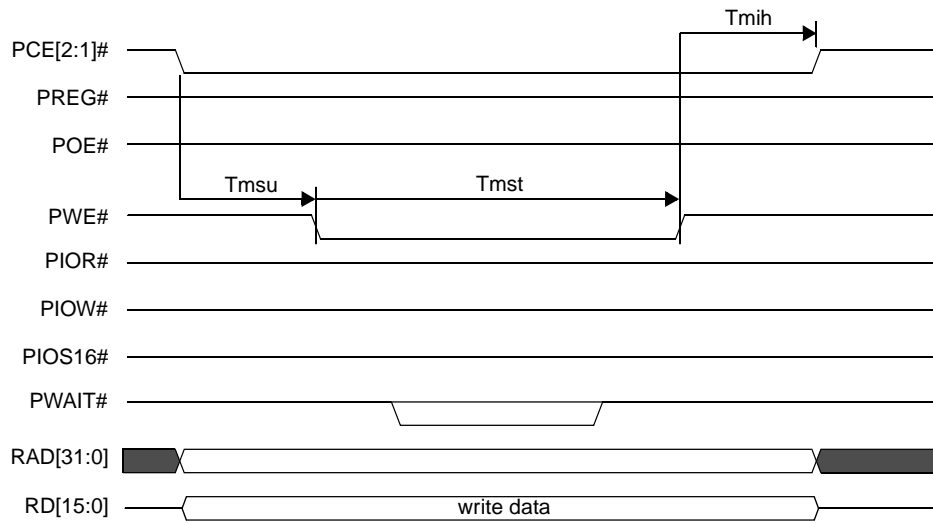 Tmih
PCE[2:1]#
PREG#
POE#
Tmsu Tmst
PWE#
PIOR#
PIOW#
PIOS16#
PWAIT#
RAD[31:0]
RD[15:0] write data